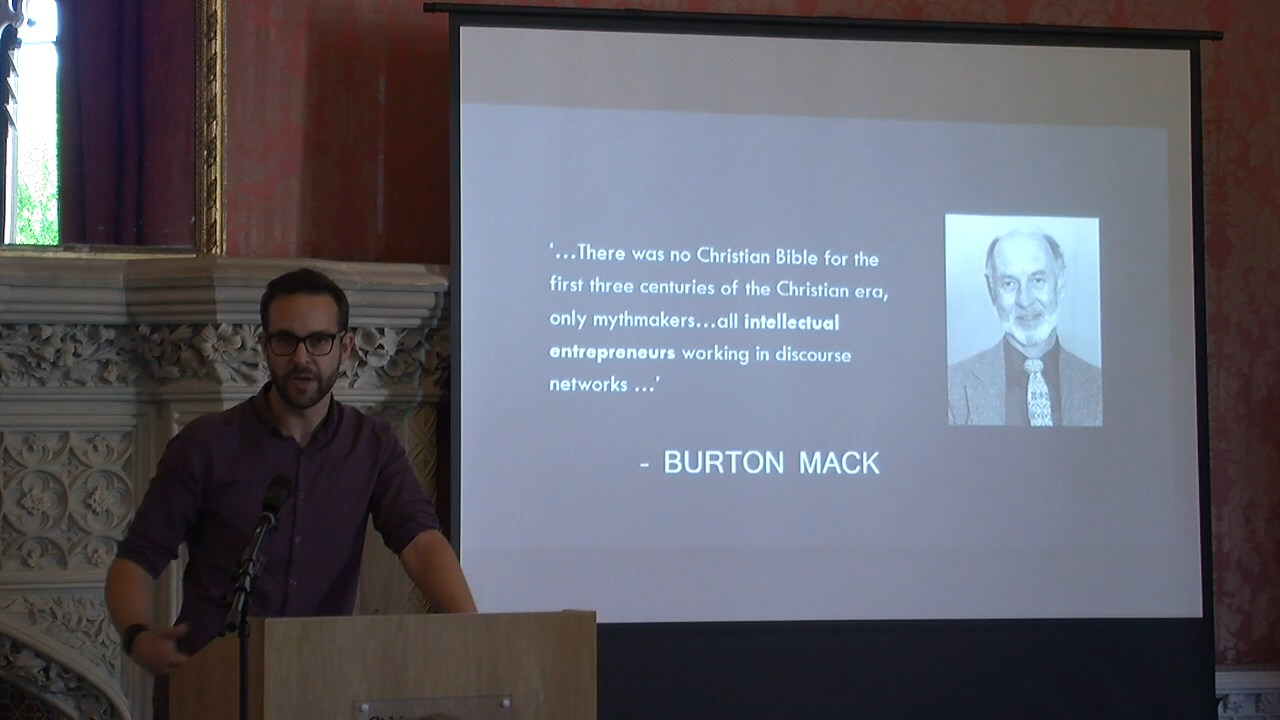 ‘...There was no Christian Bible for the
first three centuries of the Christian era,
only mythmakers...all intellectual
entrepreneurs working in discourse
networks ...’
- BURTON MACK